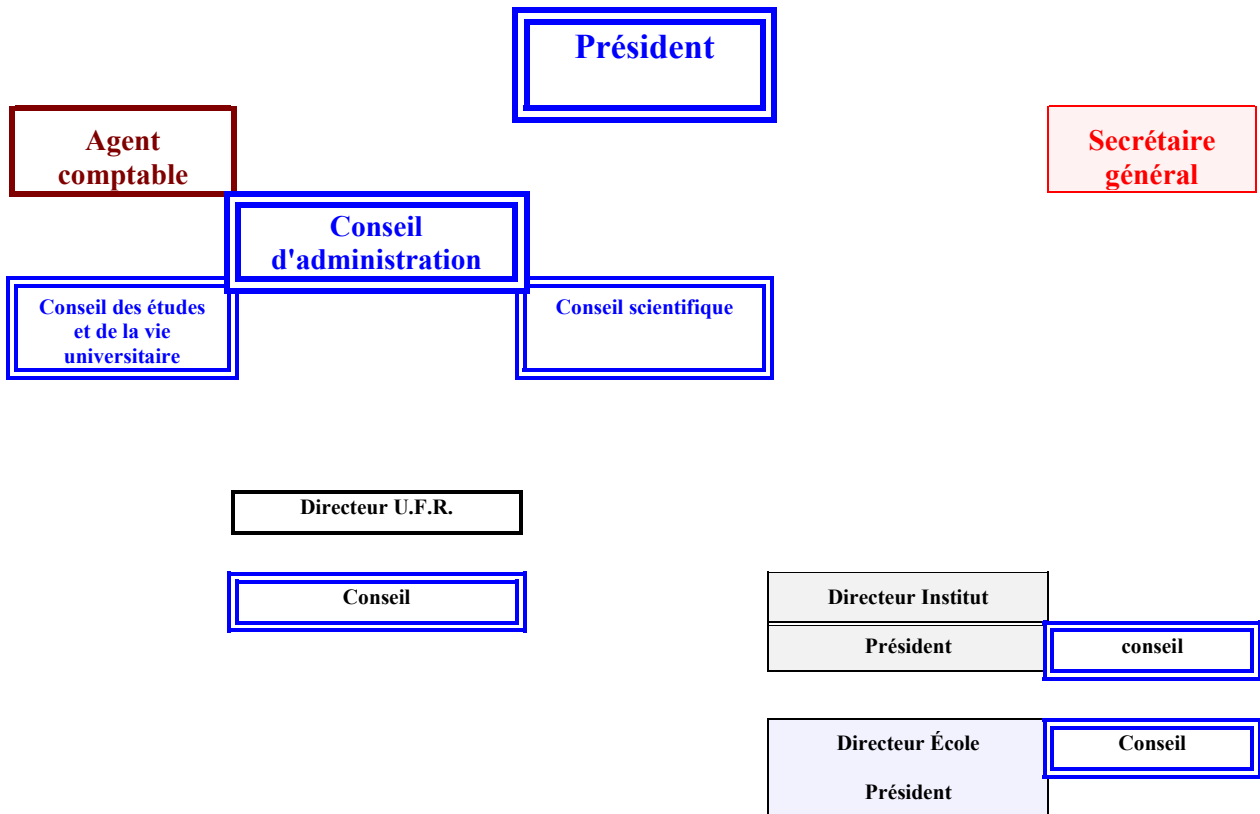 Président
Agent
comptable
Secrétaire
général
Conseil
d'administration
Conseil des études
et de la vie
universitaire
Conseil scientifique
Directeur U.F.R.
Conseil
Directeur Institut
Président
conseil
Directeur École
Conseil
Président